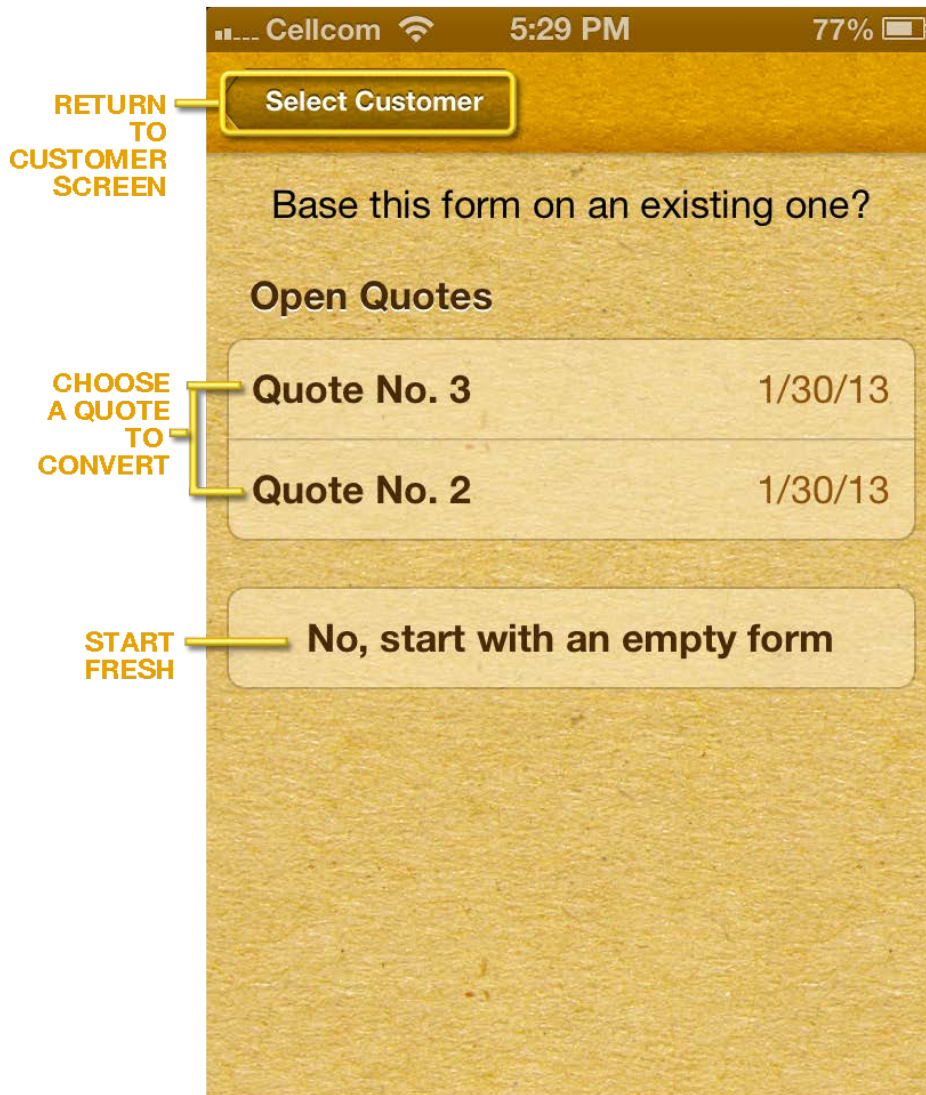 Cellcom 5:29 PM 77%
Select Customer
RETURN
TO
CUSTOMER
SCREEN
Base this form on an existing one?
Open Quotes
CHOOSE
A QUOTE
TO
CONVERT
Quote No. 3 1/30/13
Quote No. 2 1/30/13
START
FRESH
No, start with an empty form